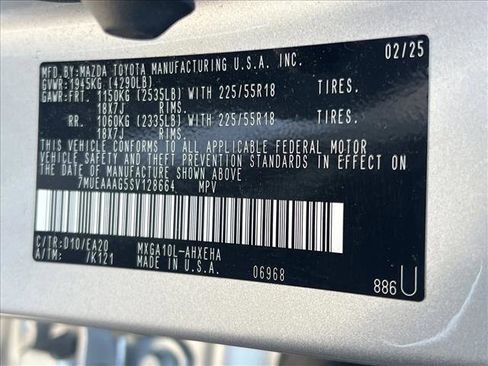 MFD.BY:MAZDA TOYOTA MANUFACTURING U.S.A. INC. 02/25
GVWR:1945KG (4290LB)
GAWR:FRT. 1150KG (2535LB) WITH 225/55R18 TIRES.
18X7J RIMS.
RR. 1060KG (2335LB) WITH 225/55R18 TIRES.
18X7J RIMS.
THIS VEHICLE CONFORMS TO ALL APPLICABLE FEDERAL MOTOR
VEHICLE SAFETY AND THEFT PREVENTION STANDARDS IN EFFECT ON
THE DATE OF MANUFACTURE SHOWN ABOVE.
7MUEAAAG5SV128664 MPV
C/TR:D10/EA20 MXGA10L-AHXEHA
A/TM: /K121 MADE IN U.S.A. 06968
886U